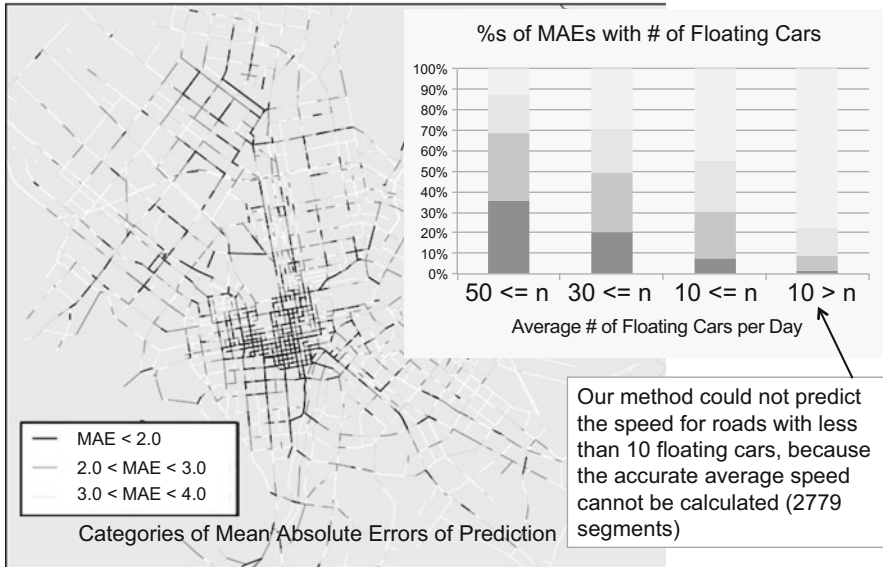 %s of MAEs with # of Floating Cars
100%
90%
80%
70%
60%
50%
40%
30%
20%
10%
0%
50 <= n 30 <= n 10 <= n 10 > n
Average # of Floating Cars per Day
Our method could not predict
the speed for roads with less
than 10 floating cars, because
the accurate average speed
cannot be calculated (2779
segments)
MAE < 2.0
2.0 < MAE < 3.0
3.0 < MAE < 4.0
Categories of Mean Absolute Errors of Prediction